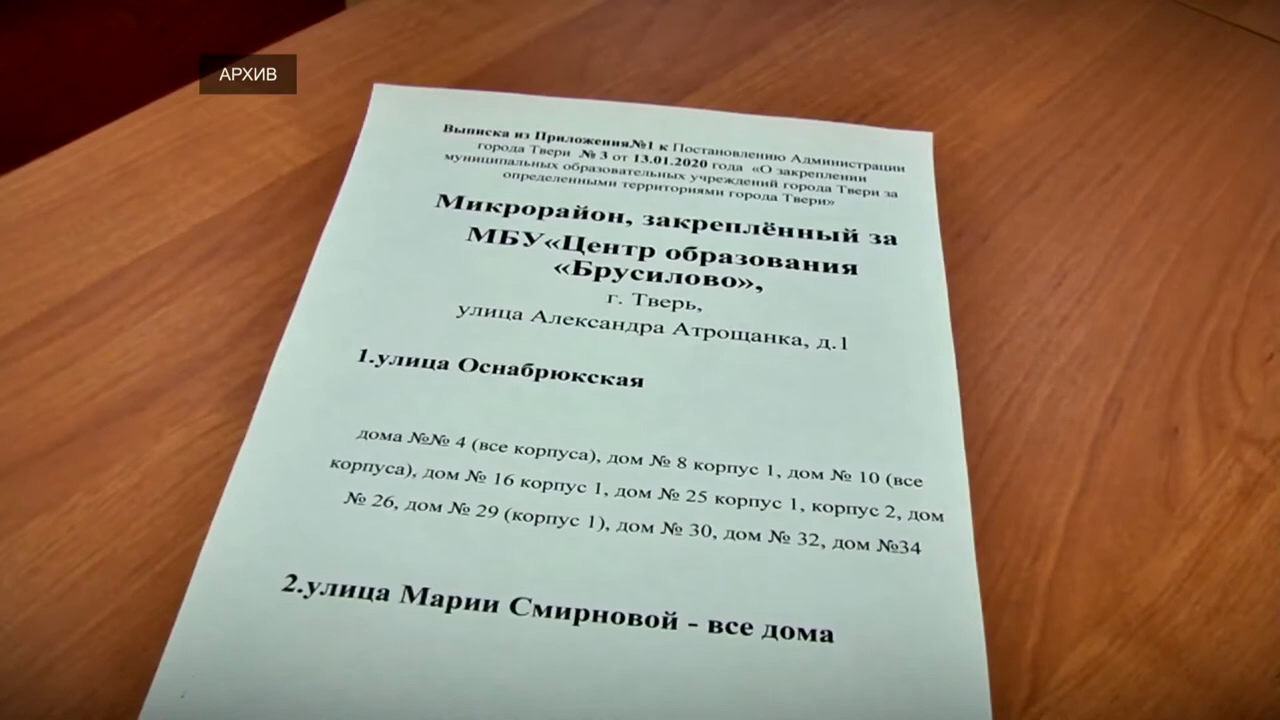 АРХИВ
Выписка из Приложения№1 к Постановлению Администрации
города Твери № 3 от 13.01.2020 года «О закреплении
муниципальных образовательных учреждений города Твери за
определенными территориями города Твери»
Микрорайон, закреплённый за
МБУ«Центр образования
«Брусилово»,
г. Тверь,
улица Александра Атрощанка, д.1
1.улица Оснабрюкская
дома №№ 4 (все корпуса), дом № 8 корпус 1, дом № 10 (все
корпуса), дом № 16 корпус 1, дом № 25 корпус 1, корпус 2, дом
№ 26, дом № 29 (корпус 1), дом № 30, дом № 32, дом №34
2.улица Марии Смирновой - все дома